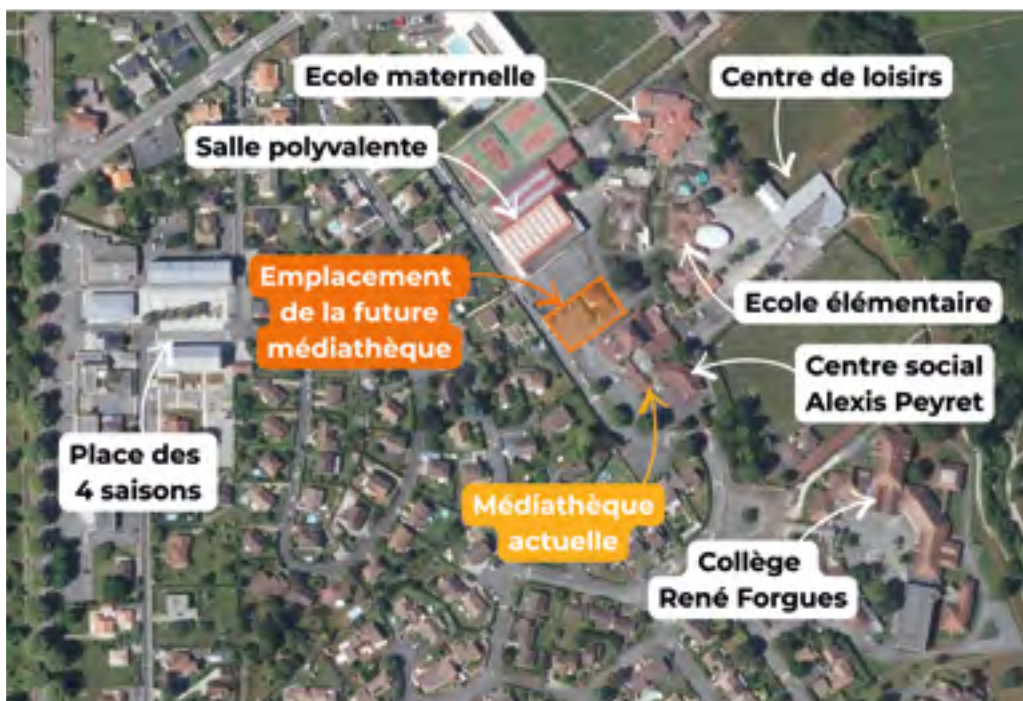 Ecole maternelle
Centre de loisirs
Salle polyvalente
Emplacement
de la future
médiathèque
Ecole élémentaire
Centre social
Alexis Peyret
Place des
4 saisons
Médiathèque
actuelle
Collège
René Forgues